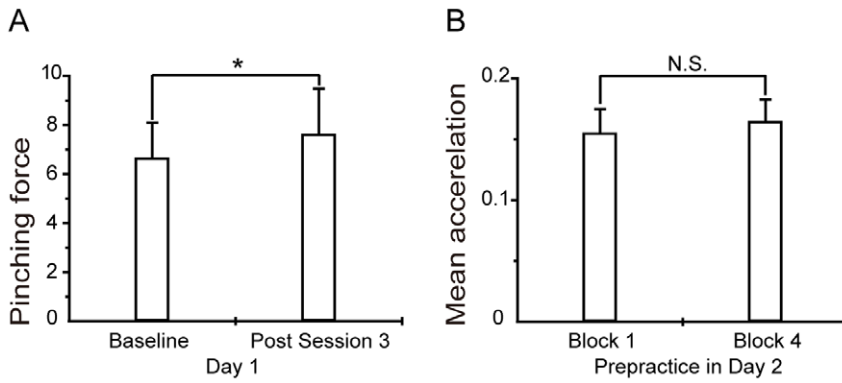 A
Pinching force
10
8
6
4
2
0
*
Baseline
Post Session 3
Day 1
B
Mean accerelation
0.2
0.1
0
N.S.
Block 1
Block 4
Prepractice in Day 2